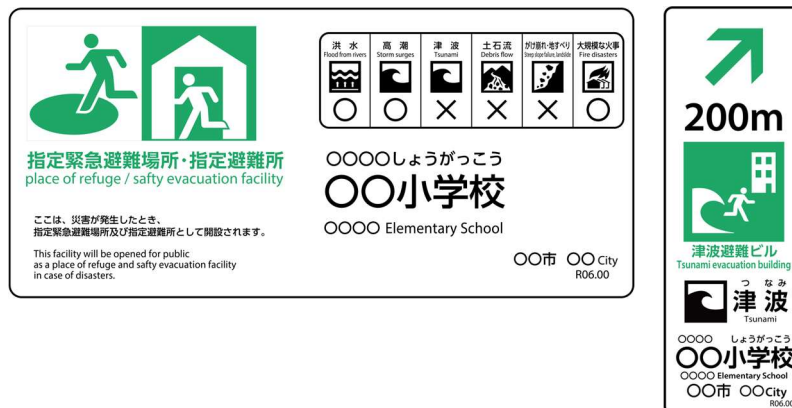 洪水 高潮 津波 土石流 がけ崩れ・地すべり 大規模な火事
Flood from rivers Storm surges Tsunami Debris flow Steep slope failure, landslide Fire disasters
○ ○ × × × ○
指定緊急避難場所・指定避難所
place of refuge / safty evacuation facility
ここは、災害が発生したとき、
指定緊急避難場所及び指定避難所として開設されます。
This facility will be opened for public
as a place of refuge and safty evacuation facility
in case of disasters.
○○○○しょうがっこう
○○小学校
○○○○ Elementary School
○○市 ○○ City
R06.00
200m
津波避難ビル
Tsunami evacuation building
つ なみ
津波
Tsunami
○○○○ しょうがっこう
○○小学校
○○○○ Elementary School
○○市 ○○City
R06.00